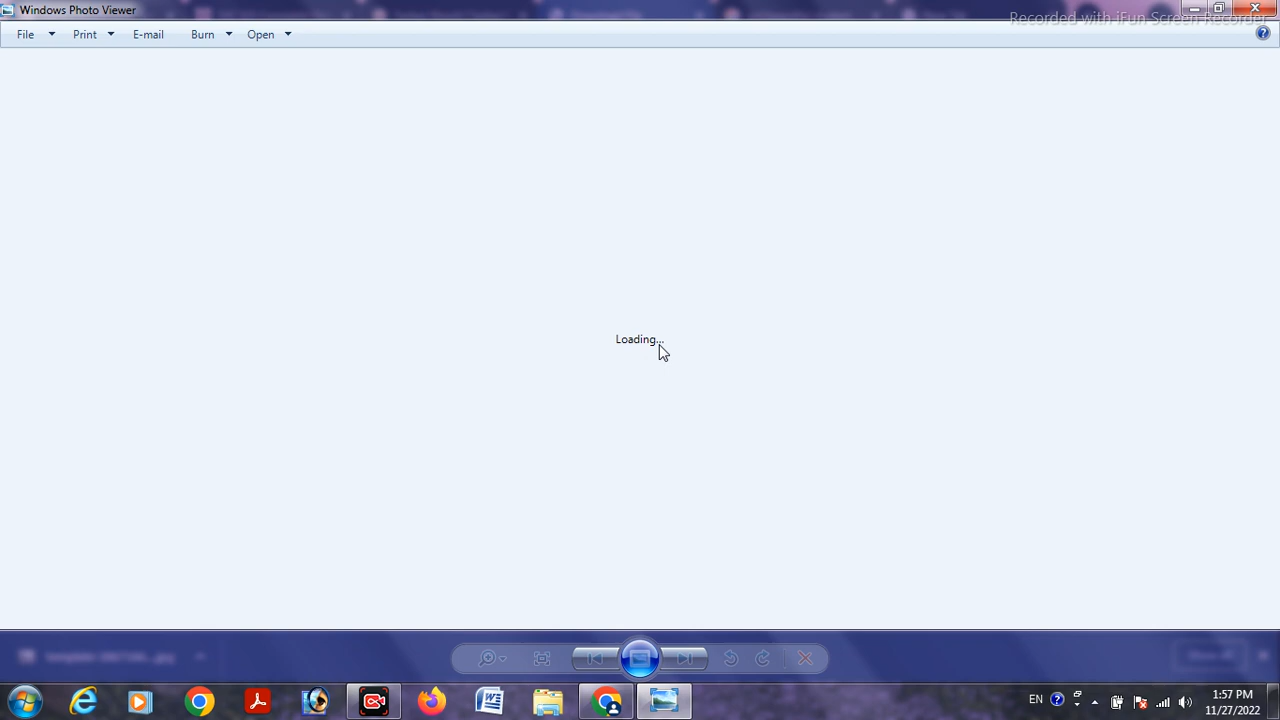 Windows Photo Viewer
Recorded with iFun Screen Recorder
File Print E-mail Burn Open
Loading...
EN
1:57 PM
11/27/2022